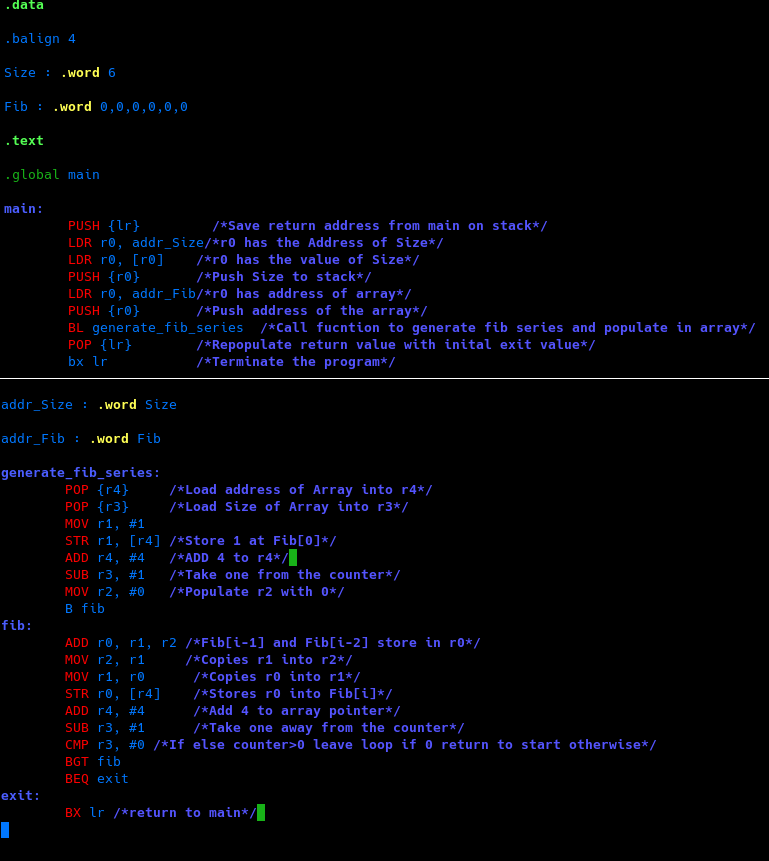 .data
.balign 4
Size : .word 6
Fib : .word 0,0,0,0,0,0
.text
.global main
main:
PUSH {lr} /*Save return address from main on stack*/
LDR r0, addr_Size/*r0 has the Address of Size*/
LDR r0, [r0] /*r0 has the value of Size*/
PUSH {r0} /*Push Size to stack*/
LDR r0, addr_Fib/*r0 has address of array*/
PUSH {r0} /*Push address of the array*/
BL generate_fib_series /*Call fucntion to generate fib series and populate in array*/
POP {lr} /*Repopulate return value with inital exit value*/
bx lr /*Terminate the program*/
addr_Size : .word Size
addr_Fib : .word Fib
generate_fib_series:
POP {r4} /*Load address of Array into r4*/
POP {r3} /*Load Size of Array into r3*/
MOV r1, #1
STR r1, [r4] /*Store 1 at Fib[0]*/
ADD r4, #4 /*ADD 4 to r4*/
SUB r3, #1 /*Take one from the counter*/
MOV r2, #0 /*Populate r2 with 0*/
B fib
fib:
ADD r0, r1, r2 /*Fib[i-1] and Fib[i-2] store in r0*/
MOV r2, r1 /*Copies r1 into r2*/
MOV r1, r0 /*Copies r0 into r1*/
STR r0, [r4] /*Stores r0 into Fib[i]*/
ADD r4, #4 /*Add 4 to array pointer*/
SUB r3, #1 /*Take one away from the counter*/
CMP r3, #0 /*If else counter>0 leave loop if 0 return to start otherwise*/
BGT fib
BEQ exit
exit:
BX lr /*return to main*/